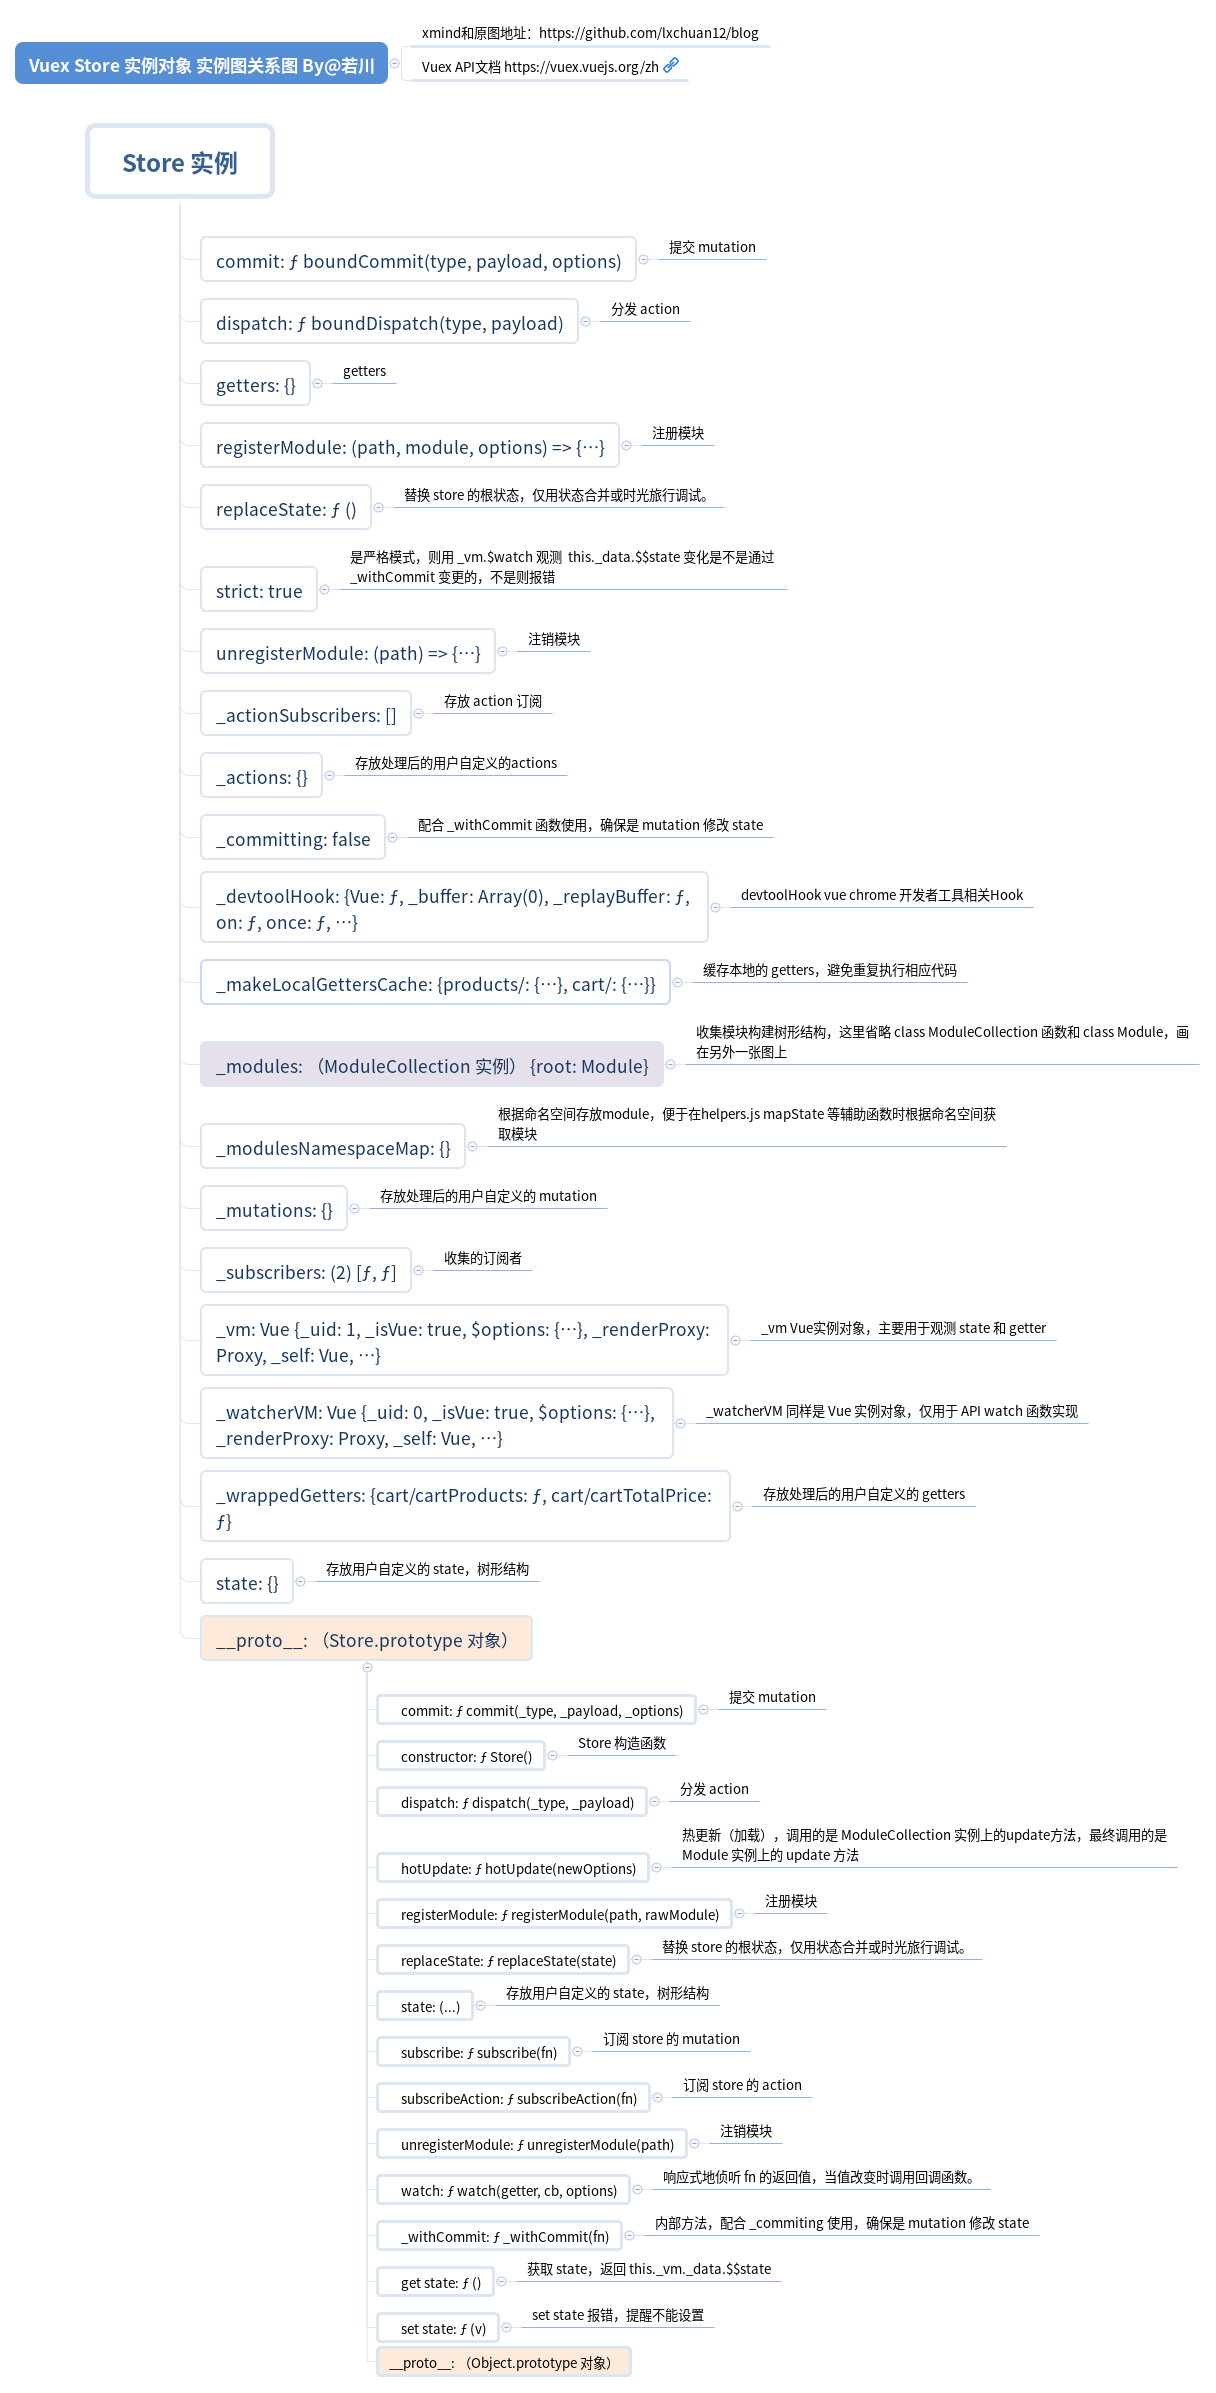 xmind和原图地址：https://github.com/lxchuan12/blog
Vuex Store 实例对象 实例图关系图 By@若川
Vuex API文档 https://vuex.vuejs.org/zh
Store 实例
commit: ƒ boundCommit(type, payload, options)
提交 mutation
dispatch: ƒ boundDispatch(type, payload)
分发 action
getters: {}
getters
registerModule: (path, module, options) => {…}
注册模块
replaceState: ƒ ()
替换 store 的根状态，仅用状态合并或时光旅行调试。
strict: true
是严格模式，则用 _vm.$watch 观测 this._data.$$state 变化是不是通过
_withCommit 变更的，不是则报错
unregisterModule: (path) => {…}
注销模块
_actionSubscribers: []
存放 action 订阅
_actions: {}
存放处理后的用户自定义的actions
_committing: false
配合 _withCommit 函数使用，确保是 mutation 修改 state
_devtoolHook: {Vue: ƒ, _buffer: Array(0), _replayBuffer: ƒ,
on: ƒ, once: ƒ, …}
devtoolHook vue chrome 开发者工具相关Hook
_makeLocalGettersCache: {products/: {…}, cart/: {…}}
缓存本地的 getters，避免重复执行相应代码
_modules: （ModuleCollection 实例） {root: Module}
收集模块构建树形结构，这里省略 class ModuleCollection 函数和 class Module，画
在另外一张图上
_modulesNamespaceMap: {}
根据命名空间存放module，便于在helpers.js mapState 等辅助函数时根据命名空间获
取模块
_mutations: {}
存放处理后的用户自定义的 mutation
_subscribers: (2) [ƒ, ƒ]
收集的订阅者
_vm: Vue {_uid: 1, _isVue: true, $options: {…}, _renderProxy:
Proxy, _self: Vue, …}
_vm Vue实例对象，主要用于观测 state 和 getter
_watcherVM: Vue {_uid: 0, _isVue: true, $options: {…},
_renderProxy: Proxy, _self: Vue, …}
_watcherVM 同样是 Vue 实例对象，仅用于 API watch 函数实现
_wrappedGetters: {cart/cartProducts: ƒ, cart/cartTotalPrice:
ƒ}
存放处理后的用户自定义的 getters
state: {}
存放用户自定义的 state，树形结构
__proto__: （Store.prototype 对象）
commit: ƒ commit(_type, _payload, _options)
提交 mutation
constructor: ƒ Store()
Store 构造函数
dispatch: ƒ dispatch(_type, _payload)
分发 action
hotUpdate: ƒ hotUpdate(newOptions)
热更新（加载），调用的是 ModuleCollection 实例上的update方法，最终调用的是
Module 实例上的 update 方法
registerModule: ƒ registerModule(path, rawModule)
注册模块
replaceState: ƒ replaceState(state)
替换 store 的根状态，仅用状态合并或时光旅行调试。
state: (...)
存放用户自定义的 state，树形结构
subscribe: ƒ subscribe(fn)
订阅 store 的 mutation
subscribeAction: ƒ subscribeAction(fn)
订阅 store 的 action
unregisterModule: ƒ unregisterModule(path)
注销模块
watch: ƒ watch(getter, cb, options)
响应式地侦听 fn 的返回值，当值改变时调用回调函数。
_withCommit: ƒ _withCommit(fn)
内部方法，配合 _commiting 使用，确保是 mutation 修改 state
get state: ƒ ()
获取 state，返回 this._vm._data.$$state
set state: ƒ (v)
set state 报错，提醒不能设置
__proto__: （Object.prototype 对象）